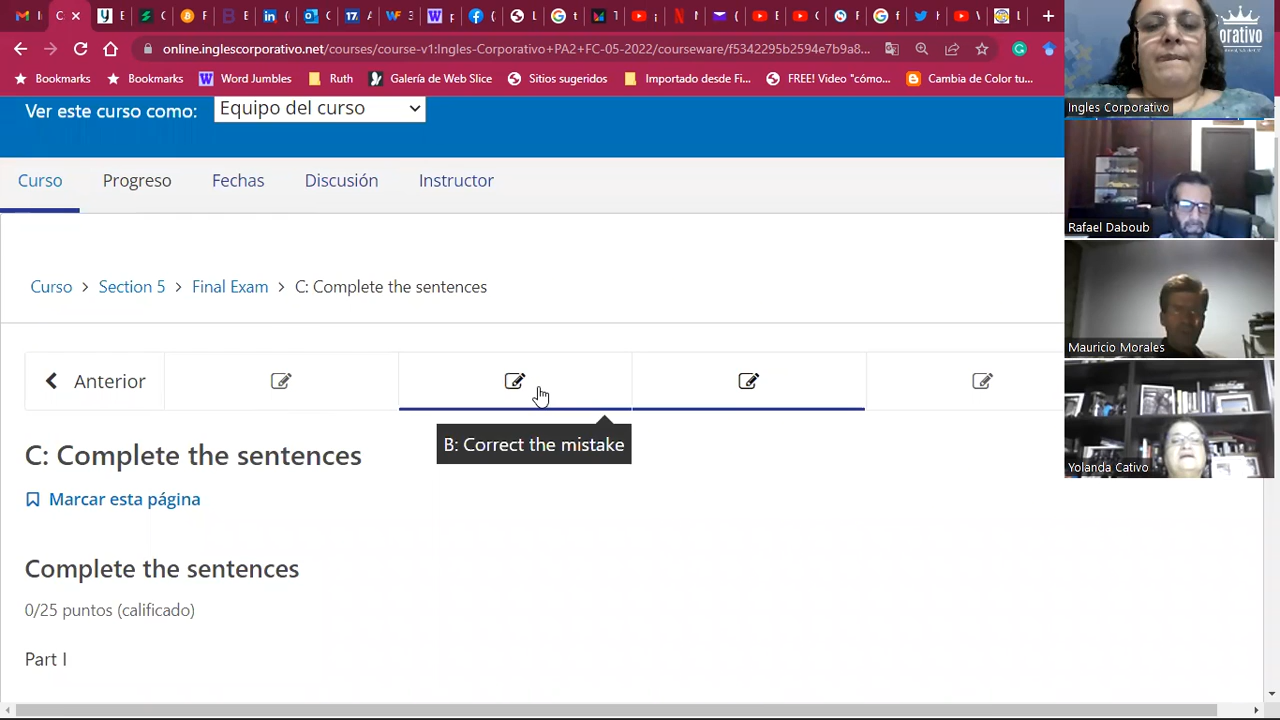 online.inglescorporativo.net/courses/course-v1:Ingles-Corporativo+PA2+FC-05-2022/courseware/f5342295b2594e7b9a8...
Bookmarks
Bookmarks
Word Jumbles
Ruth
Galería de Web Slice
Sitios sugeridos
Importado desde Fi...
FREE! Video "cómo...
Cambia de Color tu...
orativo
Ingles Corporativo
Rafael Daboub
Mauricio Morales
Yolanda Cativo
Ver este curso como:
Equipo del curso
Curso
Progreso
Fechas
Discusión
Instructor
Curso > Section 5 > Final Exam > C: Complete the sentences
Anterior
B: Correct the mistake
C: Complete the sentences
Marcar esta página
Complete the sentences
0/25 puntos (calificado)
Part I